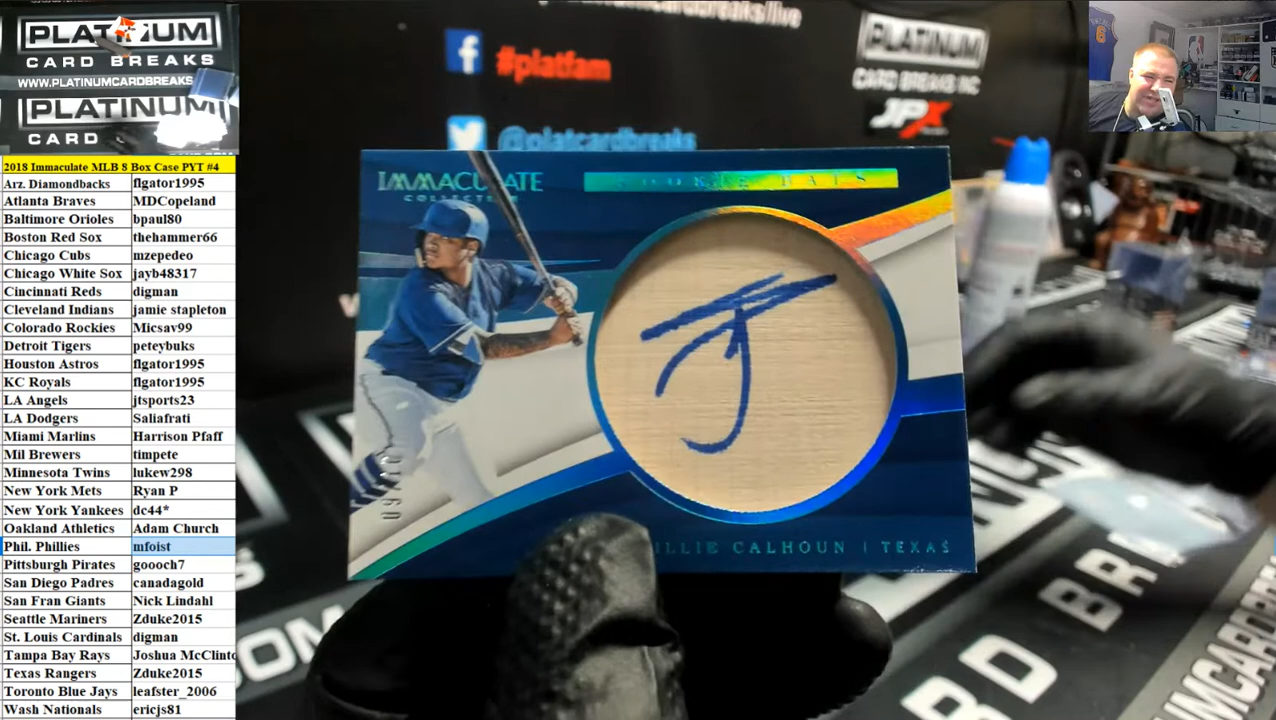 PLATINUM
CARD BREAKS
WWW.PLATINUMCARDBREAKS
PLATINUM
CARD
2018 Immaculate MLB 8 Box Case PYT #4
Arz. Diamondbacks flgator1995
Atlanta Braves MDCopeland
Baltimore Orioles bpaul80
Boston Red Sox thehammer66
Chicago Cubs mzepedeo
Chicago White Sox jayb48317
Cincinnati Reds digman
Cleveland Indians jamie stapleton
Colorado Rockies Micsav99
Detroit Tigers peteybuks
Houston Astros flgator1995
KC Royals flgator1995
LA Angels jtsports23
LA Dodgers Saliafrati
Miami Marlins Harrison Pfaff
Mil Brewers timpete
Minnesota Twins lukew298
New York Mets Ryan P
New York Yankees dc44*
Oakland Athletics Adam Church
Phil. Phillies mfoist
Pittsburgh Pirates goooch7
San Diego Padres canadagold
San Fran Giants Nick Lindahl
Seattle Mariners Zduke2015
St. Louis Cardinals digman
Tampa Bay Rays Joshua McClinto
Texas Rangers Zduke2015
Toronto Blue Jays leafster_2006
Wash Nationals ericjs81
#platfam
@platcardbreaks
PLATINUM
CARD BREAKS INC
JPX
IMMACULATE
COLLECTION
ILLIE CALHOUN | TEXAS